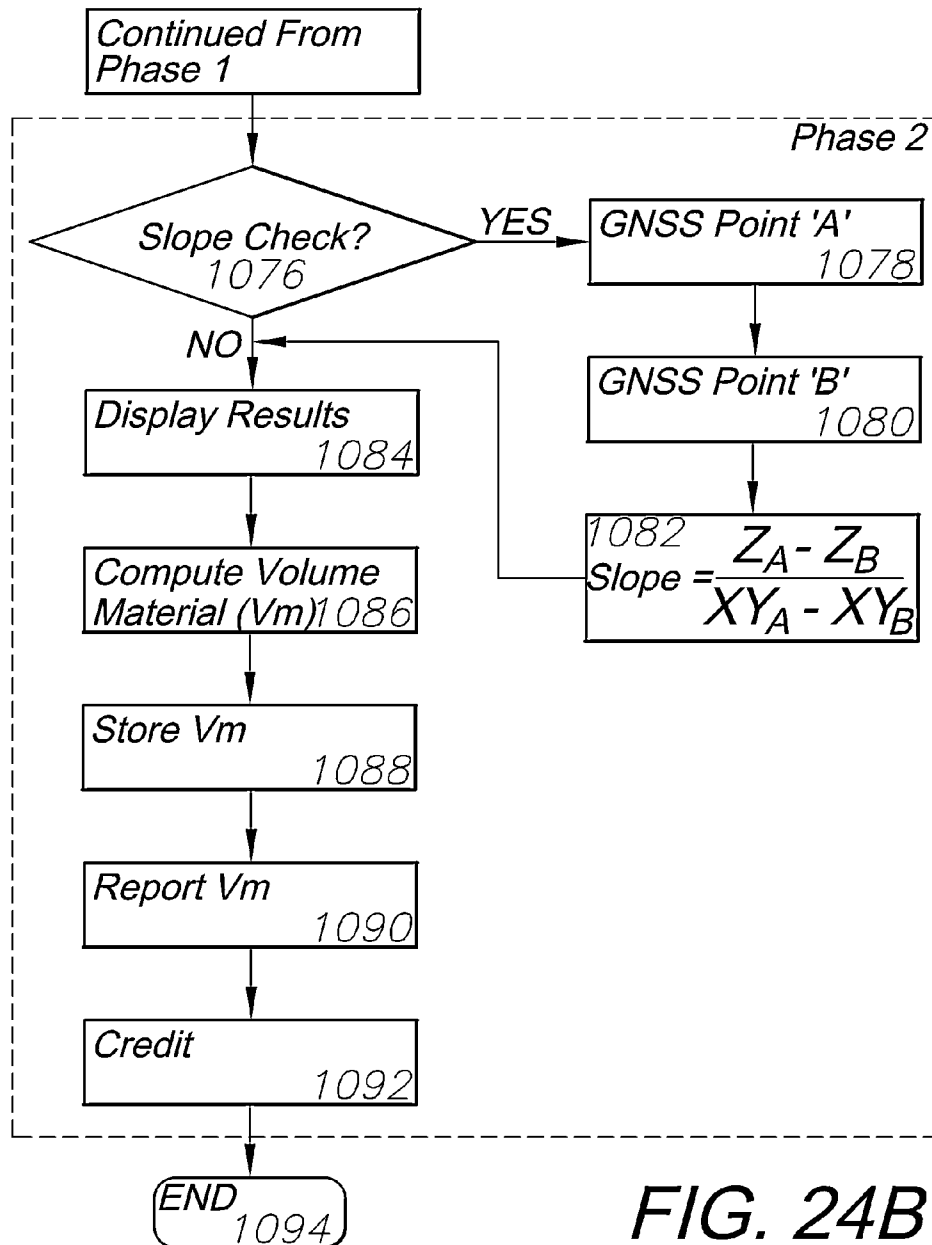 Continued From
Phase 1
Phase 2
Slope Check?
1076
YES
GNSS Point 'A'
1078
GNSS Point 'B'
1080
1082
Slope = Z_A - Z_B
XY_A - XY_B
NO
Display Results
1084
Compute Volume
Material (Vm) 1086
Store Vm
1088
Report Vm
1090
Credit
1092
END
1094
FIG. 24B